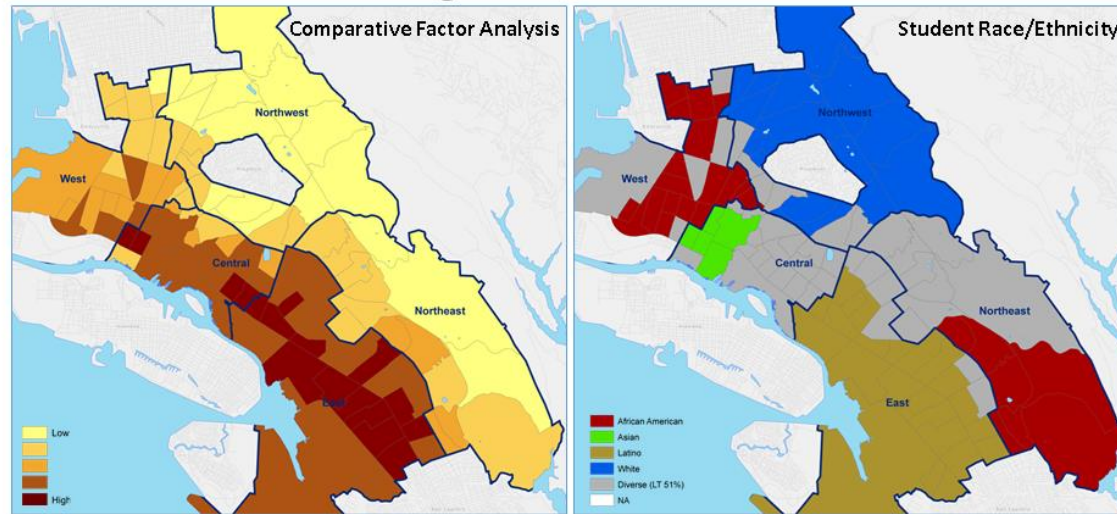 Comparative Factor Analysis
Northwest
West
Central
Northeast
East
Low
High
Student Race/Ethnicity
Northwest
West
Central
Northeast
East
African American
Asian
Latino
White
Diverse (LT 51%)
NA